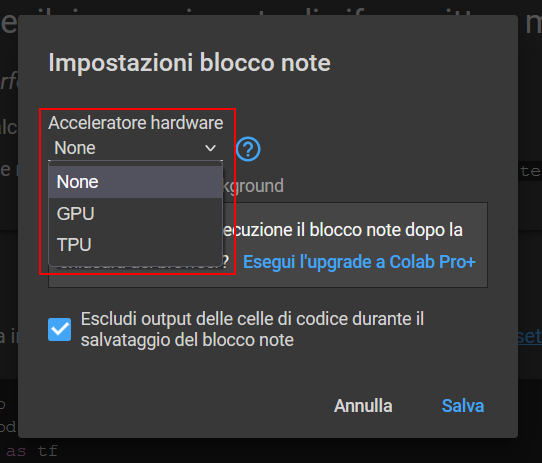 Impostazioni blocco note
Acceleratore hardware
None
None
GPU
TPU
ecuzione il blocco note dopo la
? Esegui l'upgrade a Colab Pro+
Escludi output delle celle di codice durante il
salvataggio del blocco note
Annulla
Salva
as tf